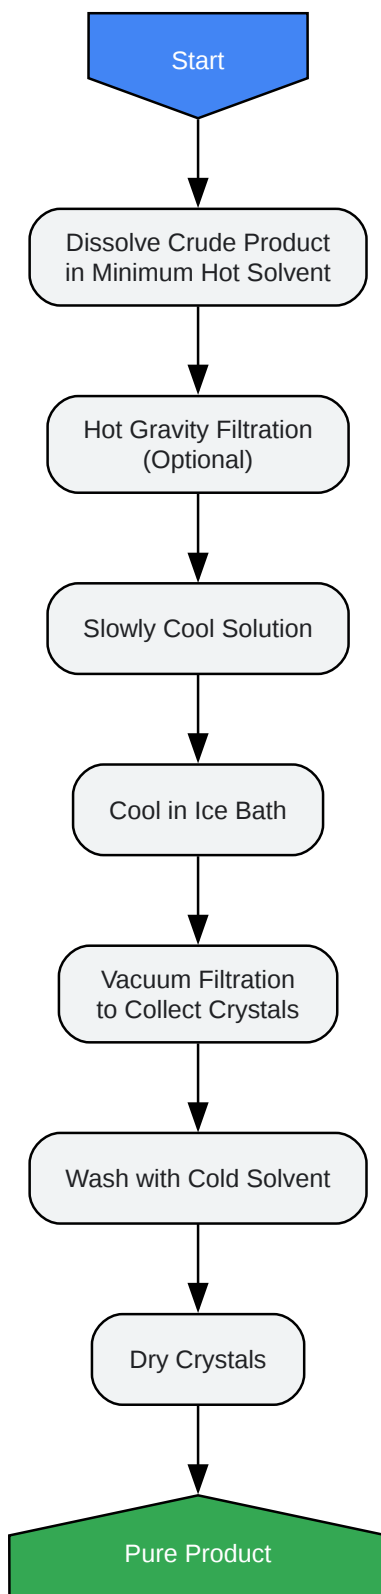 Start
Dissolve Crude Product
in Minimum Hot Solvent
Hot Gravity Filtration
(Optional)
Slowly Cool Solution
Cool in Ice Bath
Vacuum Filtration
to Collect Crystals
Wash with Cold Solvent
Dry Crystals
Pure Product